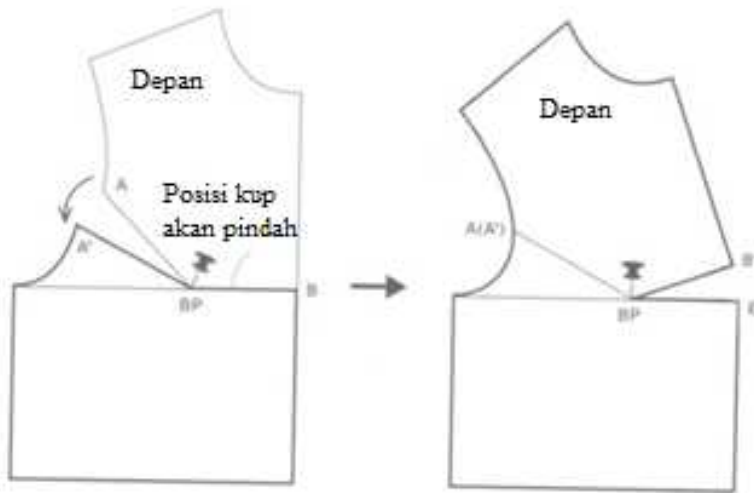 Depan
A
Posisi kup
akan pindah
A'
BP
B
Depan
A(A')
B
BP